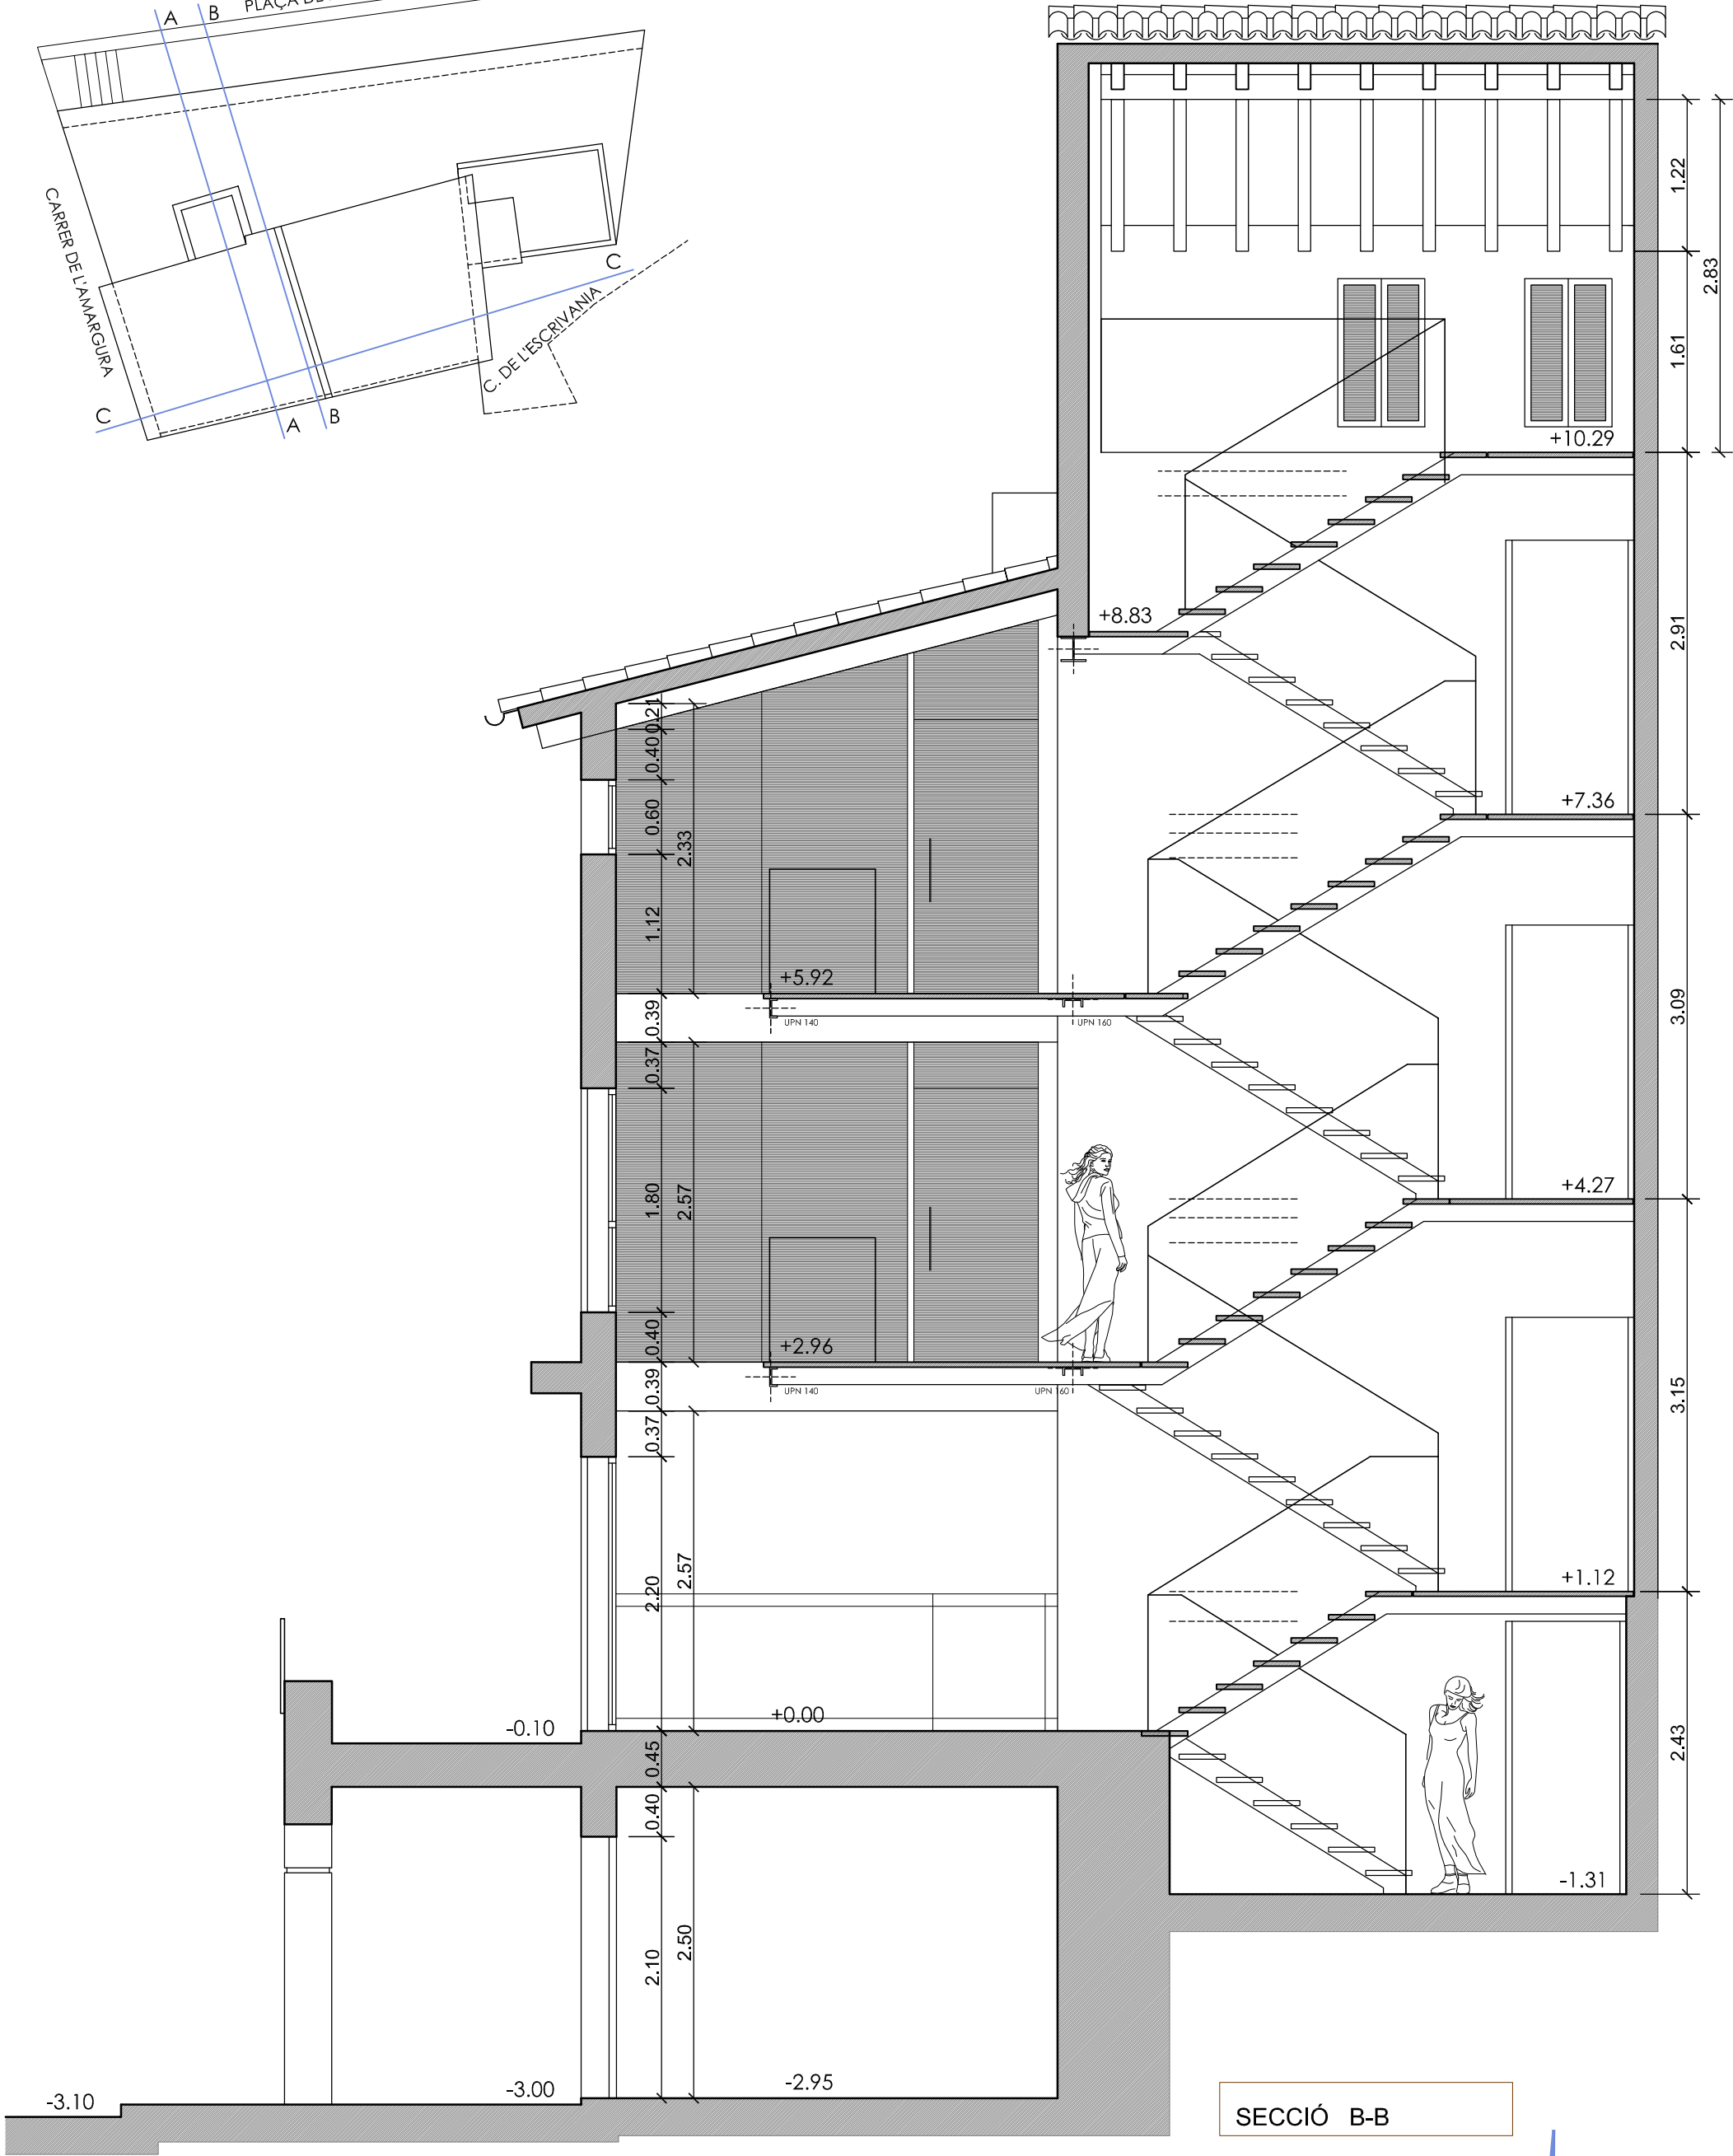 A
B
PLAÇA
CARRER DE L'AMARGURA
C
C. DE L'ESCRIVANIA
C
A
B
1.22
2.83
1.61
+10.29
+8.83
2.91
0.21
0.40
0.60
2.33
1.12
+7.36
+5.92
UPN 140
UPN 160
0.39
0.37
3.09
1.80
2.57
+4.27
0.40
+2.96
UPN 140
UPN 160
0.39
0.37
3.15
2.20
2.57
+1.12
+0.00
-0.10
0.45
0.40
2.43
-1.31
2.10
2.50
-2.95
-3.00
-3.10
SECCIÓ B-B